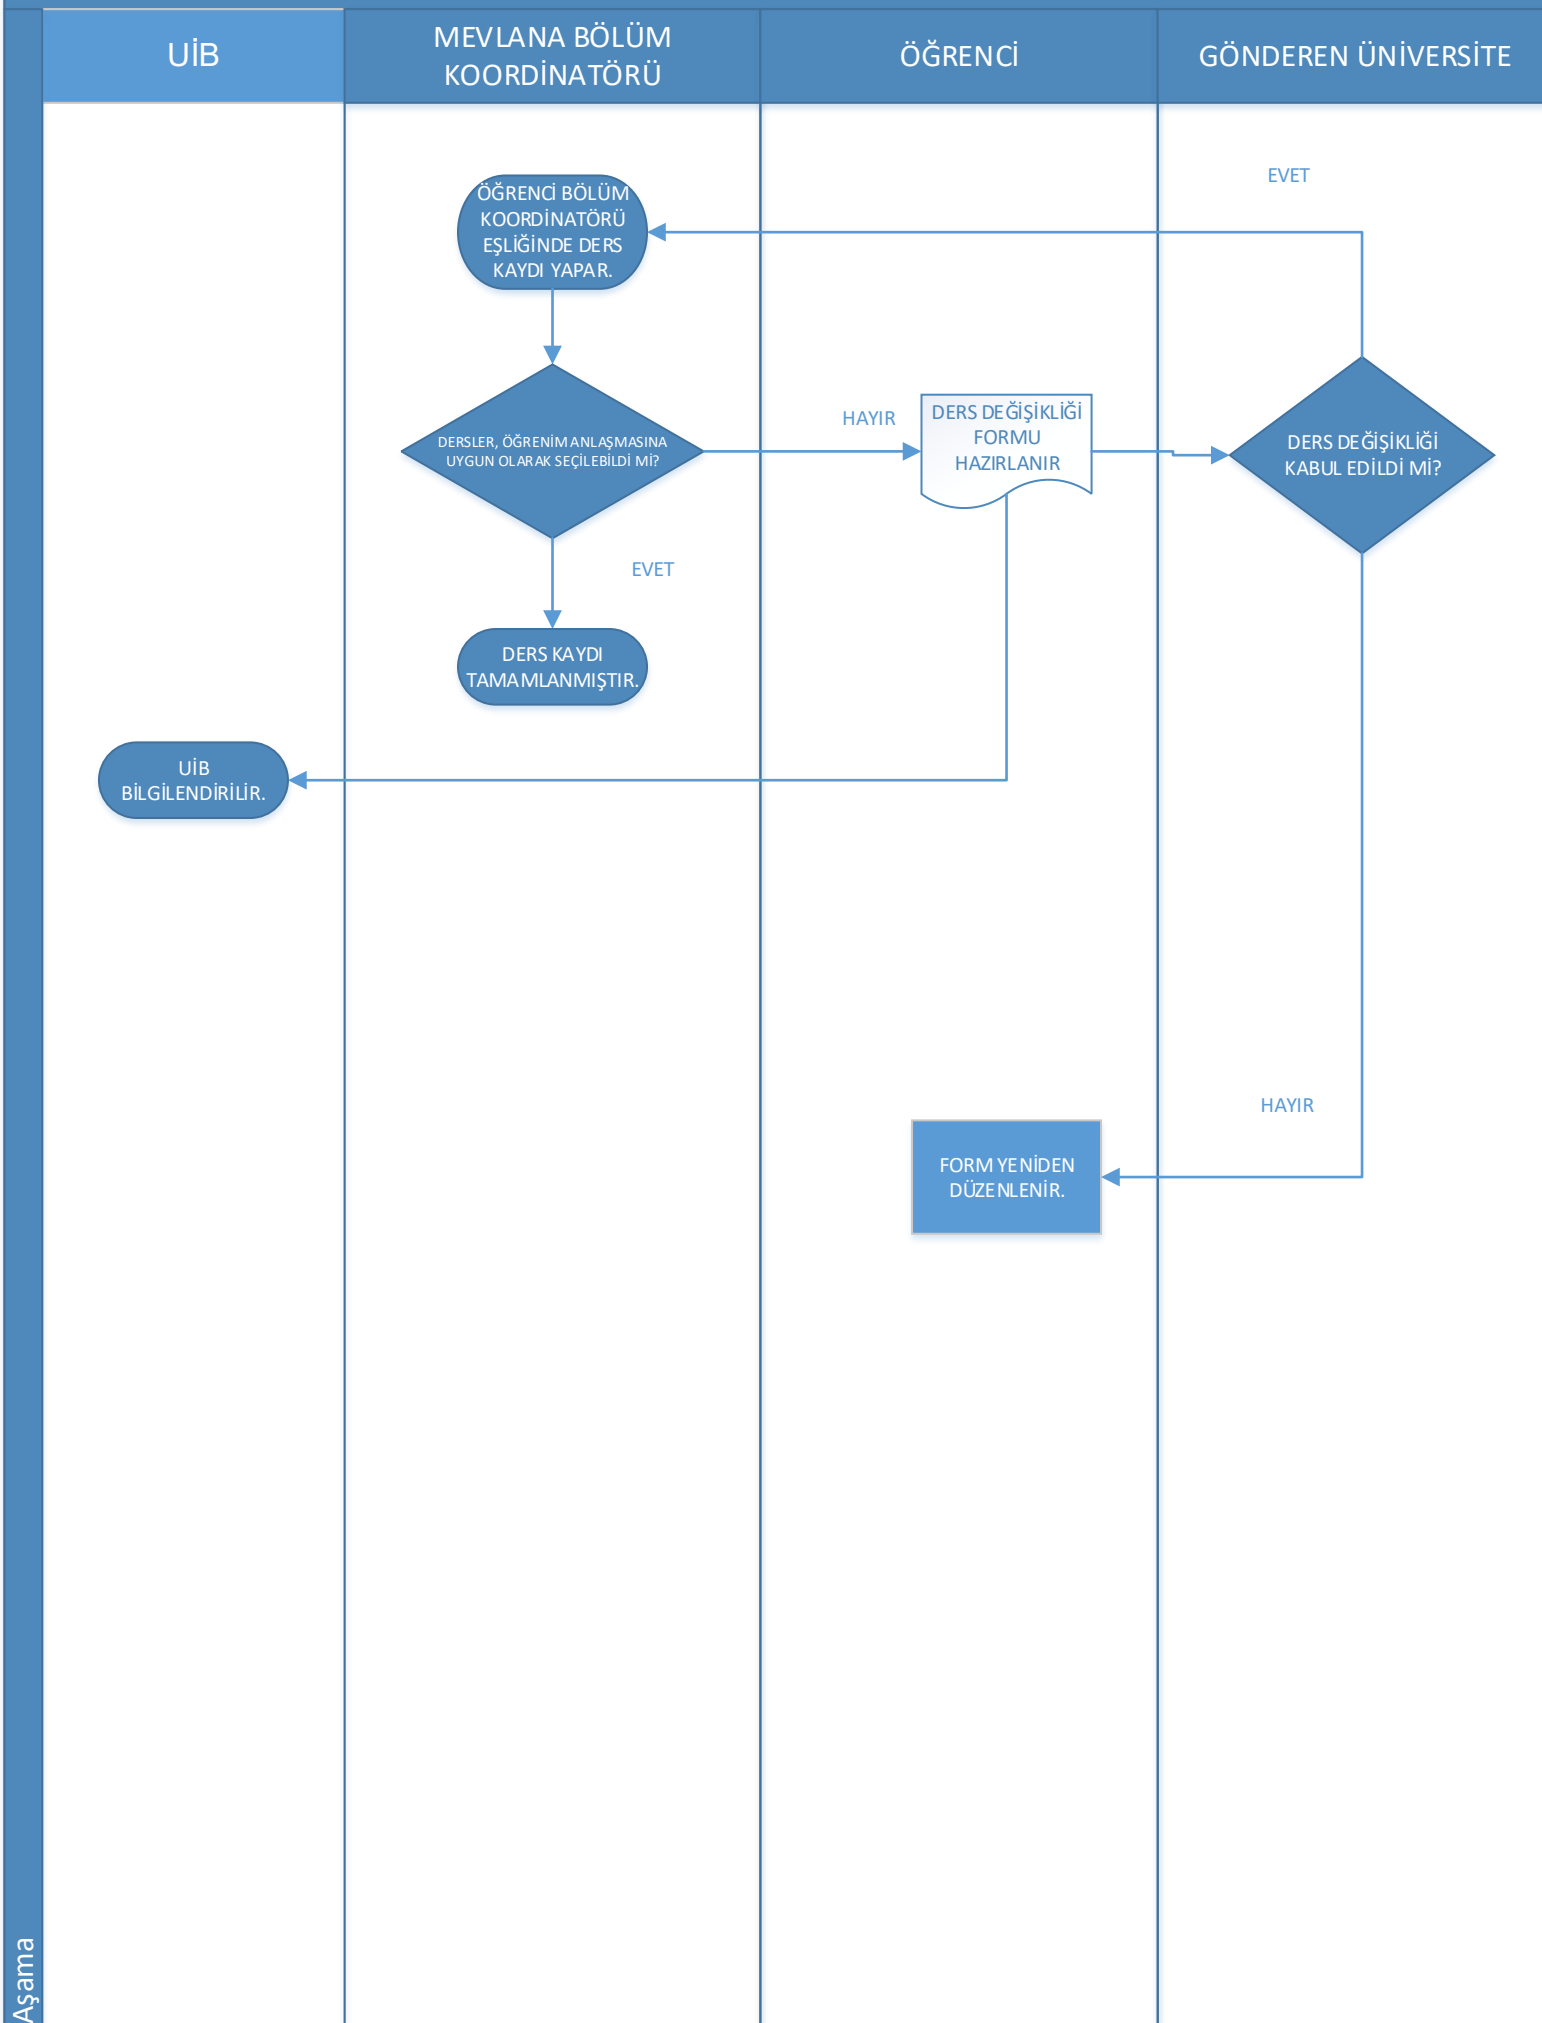 UİB
MEVLANA BÖLÜM
KOORDİNATÖRÜ
ÖĞRENCİ
GÖNDEREN ÜNİVERSİTE
EVET
ÖĞRENCİ BÖLÜM
KOORDİNATÖRÜ
EŞLİĞİNDE DERS
KAYDI YAPAR.
DERSLER, ÖĞRENİM ANLAŞMASINA
UYGUN OLARAK SEÇİLEBİLDİ Mİ?
HAYIR
DERS DEĞİŞİKLİĞİ
FORMU
HAZIRLANIR
DERS DEĞİŞİKLİĞİ
KABUL EDİLDİ Mİ?
EVET
DERS KAYDI
TAMAMLANMIŞTIR.
UİB
BİLGİLENDİRİLİR.
HAYIR
FORM YENİDEN
DÜZENLENİR.
Aşama